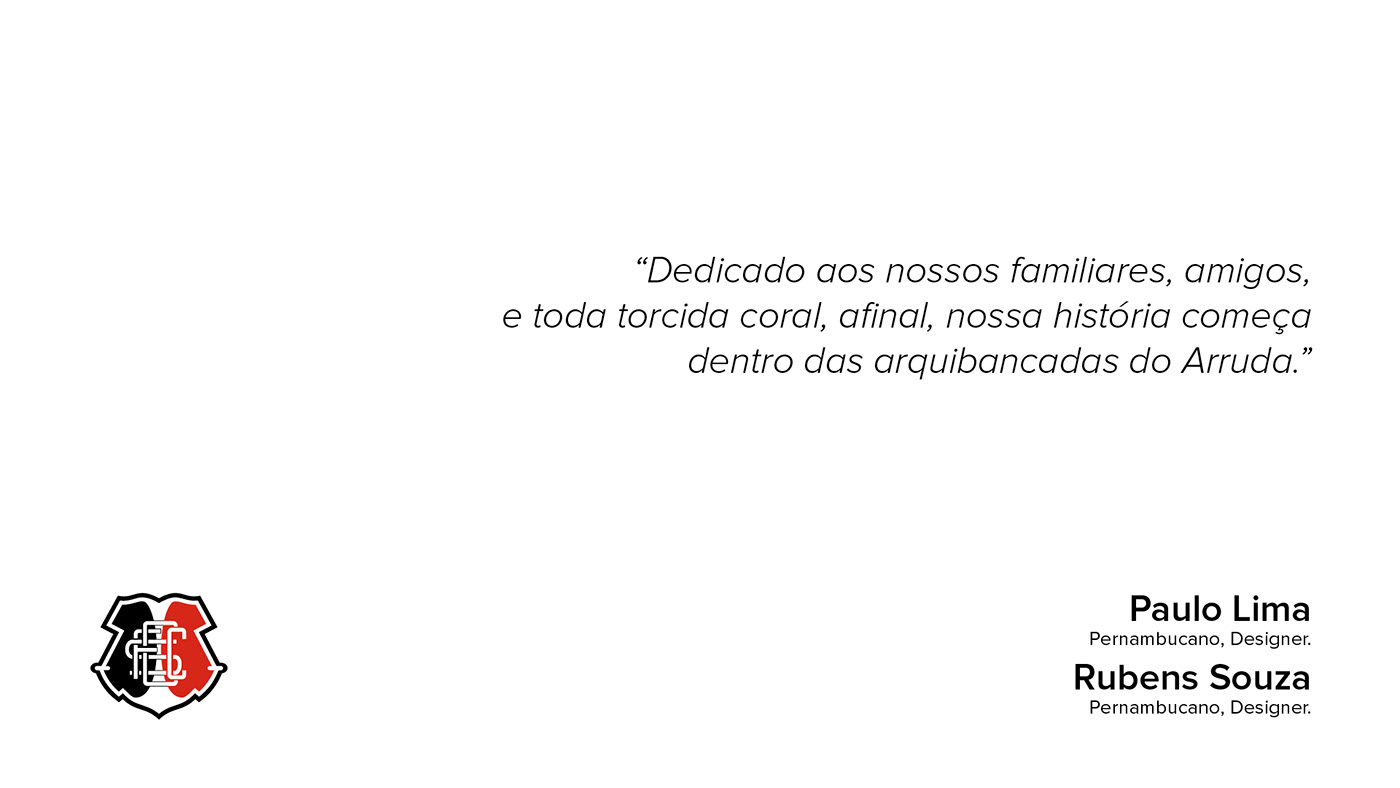 “Dedicado aos nossos familiares, amigos,
e toda torcida coral, afinal, nossa história começa
dentro das arquibancadas do Arruda.”
Paulo Lima
Pernambucano, Designer.
Rubens Souza
Pernambucano, Designer.